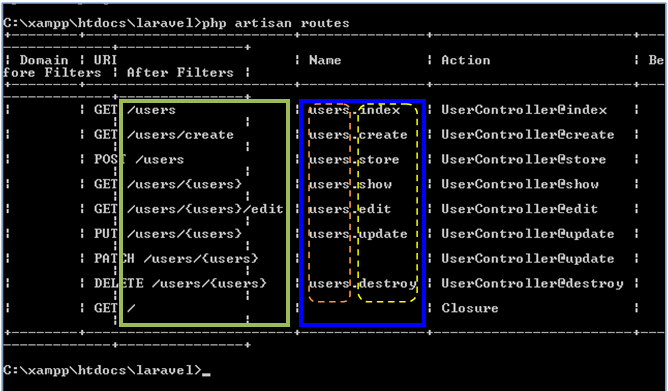 C:\xampp\htdocs\laravel>php artisan routes
+--------+---------------------------+---------------+------------------------+---
---------------+----------------+
| Domain | URI | Name | Action | Be
fore Filters | After Filters |
+--------+---------------------------+---------------+------------------------+---
---------------+----------------+
| | GET /users | users.index | UserController@index |
| | GET /users/create | users.create | UserController@create |
| | POST /users | users.store | UserController@store |
| | GET /users/{users} | users.show | UserController@show |
| | GET /users/{users}/edit | users.edit | UserController@edit |
| | PUT /users/{users} | users.update | UserController@update |
| | PATCH /users/{users} | | UserController@update |
| | DELETE /users/{users} | users.destroy | UserController@destroy |
| | GET / | | Closure |
+--------+---------------------------+---------------+------------------------+---
---------------+----------------+
C:\xampp\htdocs\laravel>_